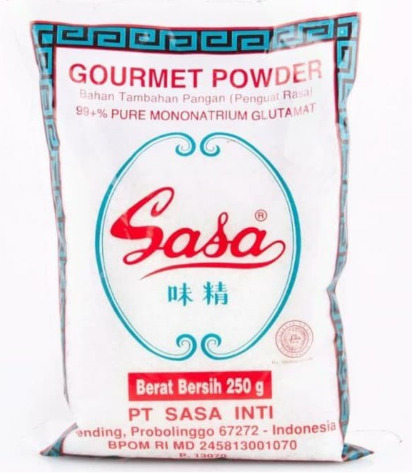 GOURMET POWDER
Bahan Tambahan Pangan (Penguat Rasa)
99+% PURE MONONATRIUM GLUTAMAT
Sasa®
味精
Berat Bersih 250 g
PT SASA INTI
ending, Probolinggo 67272 - Indonesia
BPOM RI MD 245813001070